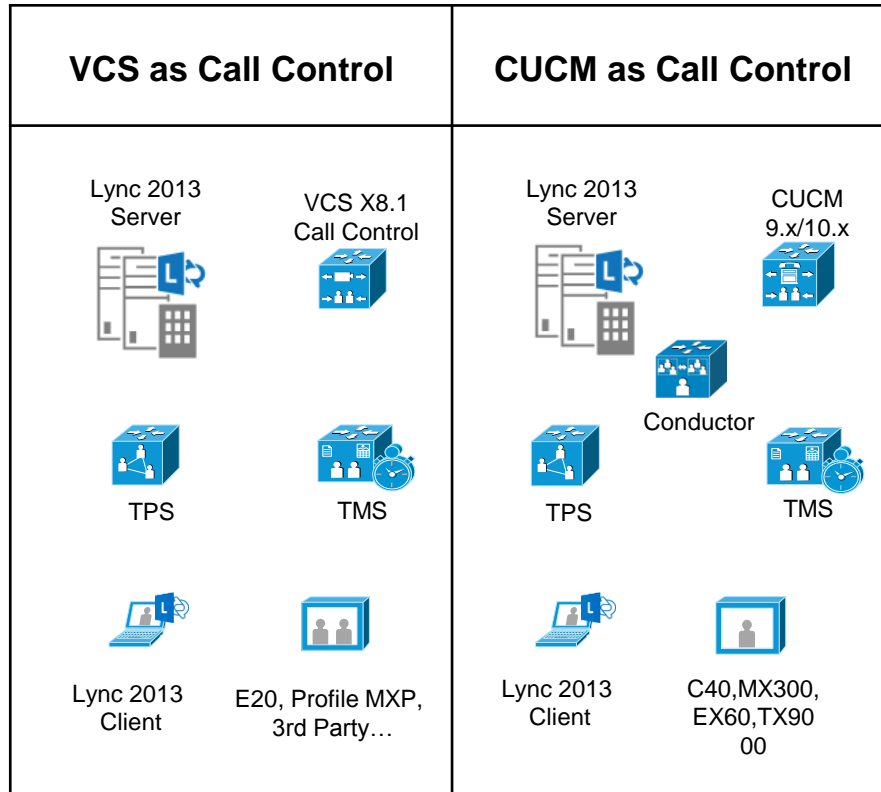 VCS as Call Control
CUCM as Call Control
Lync 2013
Server
VCS X8.1
Call Control
L
TPS
TMS
L
Lync 2013
Client
E20, Profile MXP,
3rd Party…
Lync 2013
Server
CUCM
9.x/10.x
L
Conductor
TPS
TMS
L
Lync 2013
Client
C40,MX300,
EX60,TX90
00